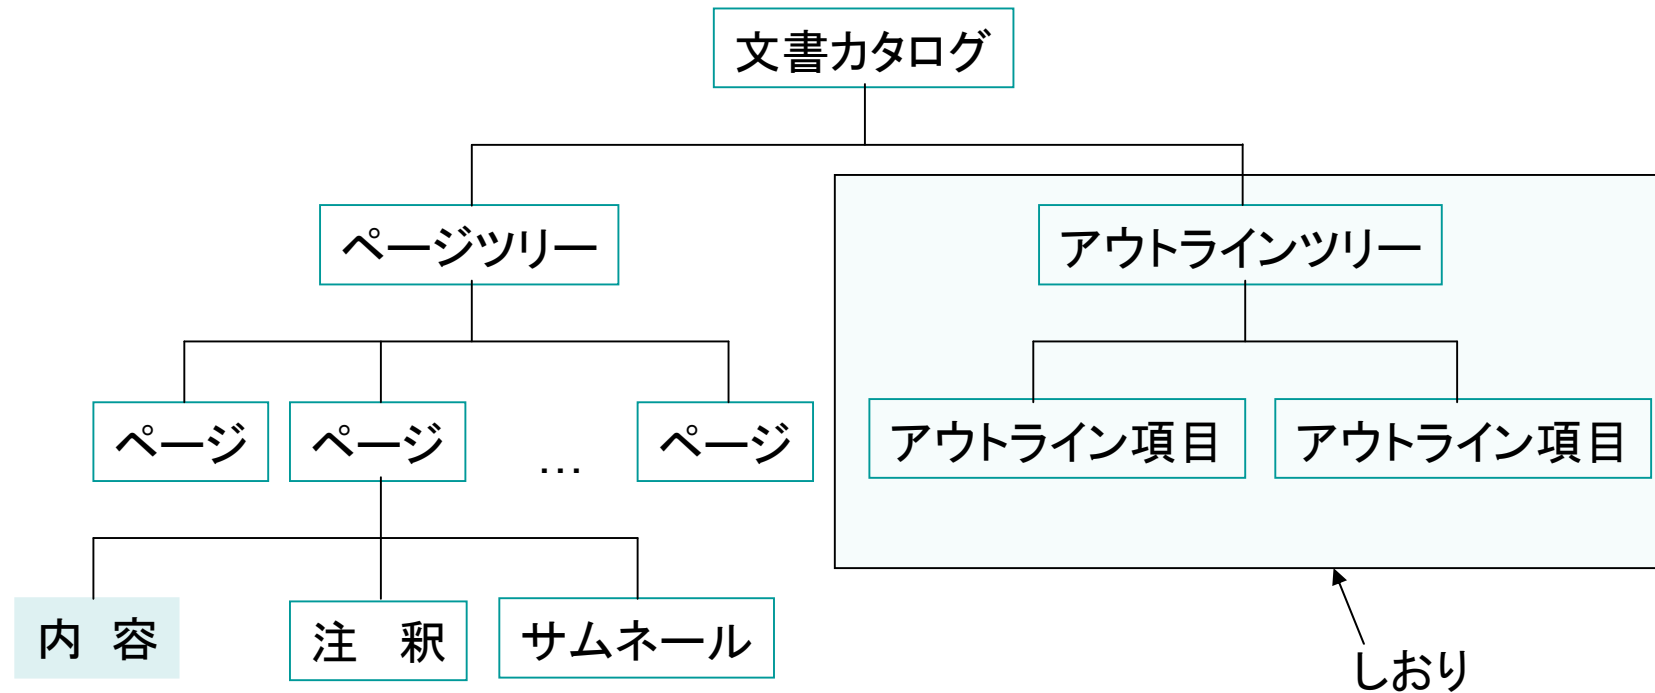 文書カタログ
ページツリー
アウトラインツリー
ページ
ページ
…
ページ
アウトライン項目
アウトライン項目
内　容
注　釈
サムネール
しおり